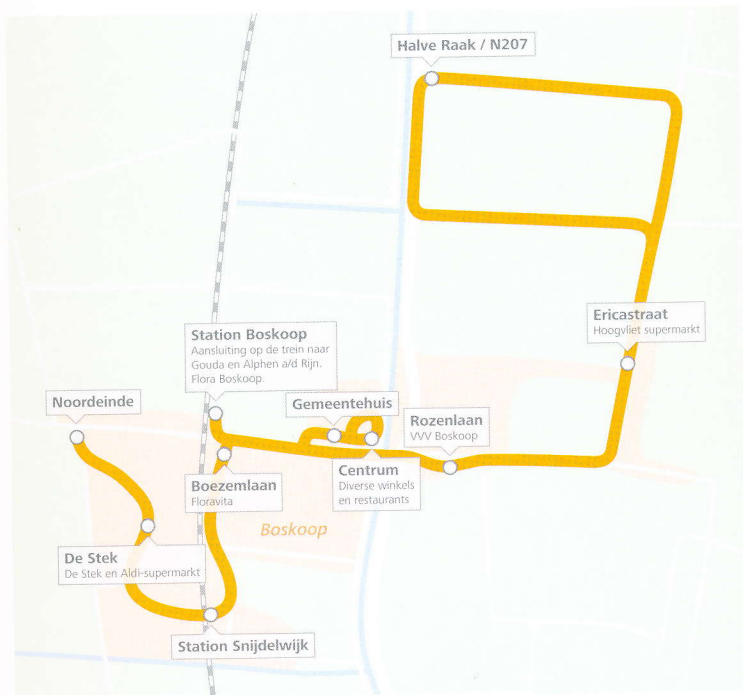 Halve Raak / N207
Ericastraat
Hoogvliet supermarkt
Station Boskoop
Aansluiting op de trein naar
Gouda en Alphen a/d Rijn.
Flora Boskoop.
Noordeinde
Gemeentehuis
Rozenlaan
VVV Boskoop
Centrum
Diverse winkels
en restaurants
Boezemlaan
Floravita
Boskoop
De Stek
De Stek en Aldi-supermarkt
Station Snijdelwijk